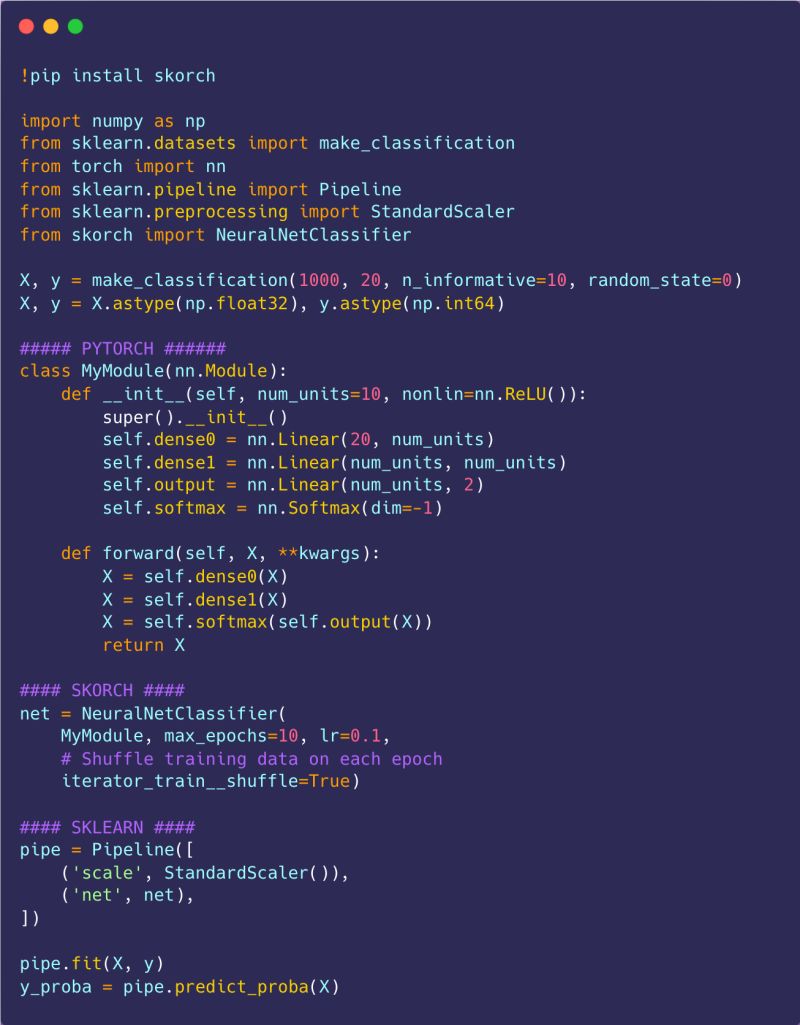 !pip install skorch

import numpy as np
from sklearn.datasets import make_classification
from torch import nn
from sklearn.pipeline import Pipeline
from sklearn.preprocessing import StandardScaler
from skorch import NeuralNetClassifier

X, y = make_classification(1000, 20, n_informative=10, random_state=0)
X, y = X.astype(np.float32), y.astype(np.int64)

##### PYTORCH ######
class MyModule(nn.Module):
    def __init__(self, num_units=10, nonlin=nn.ReLU()):
        super().__init__()
        self.dense0 = nn.Linear(20, num_units)
        self.dense1 = nn.Linear(num_units, num_units)
        self.output = nn.Linear(num_units, 2)
        self.softmax = nn.Softmax(dim=-1)

    def forward(self, X, **kwargs):
        X = self.dense0(X)
        X = self.dense1(X)
        X = self.softmax(self.output(X))
        return X

#### SKORCH ####
net = NeuralNetClassifier(
    MyModule, max_epochs=10, lr=0.1,
    # Shuffle training data on each epoch
    iterator_train__shuffle=True)

#### SKLEARN ####
pipe = Pipeline([
    ('scale', StandardScaler()),
    ('net', net),
])

pipe.fit(X, y)
y_proba = pipe.predict_proba(X)